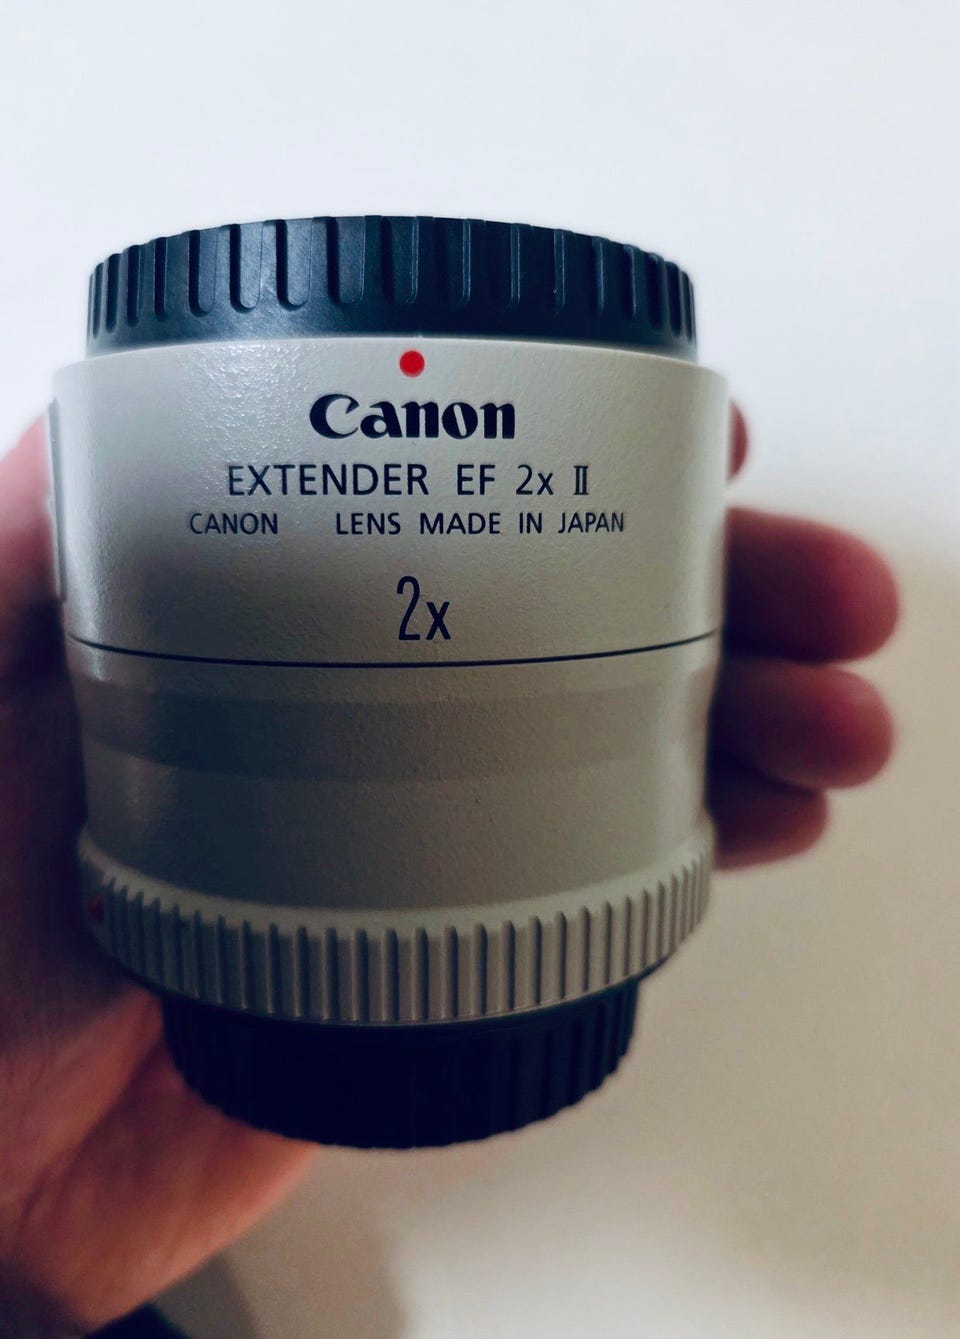 Canon
EXTENDER EF 2x II
CANON LENS MADE IN JAPAN
2x